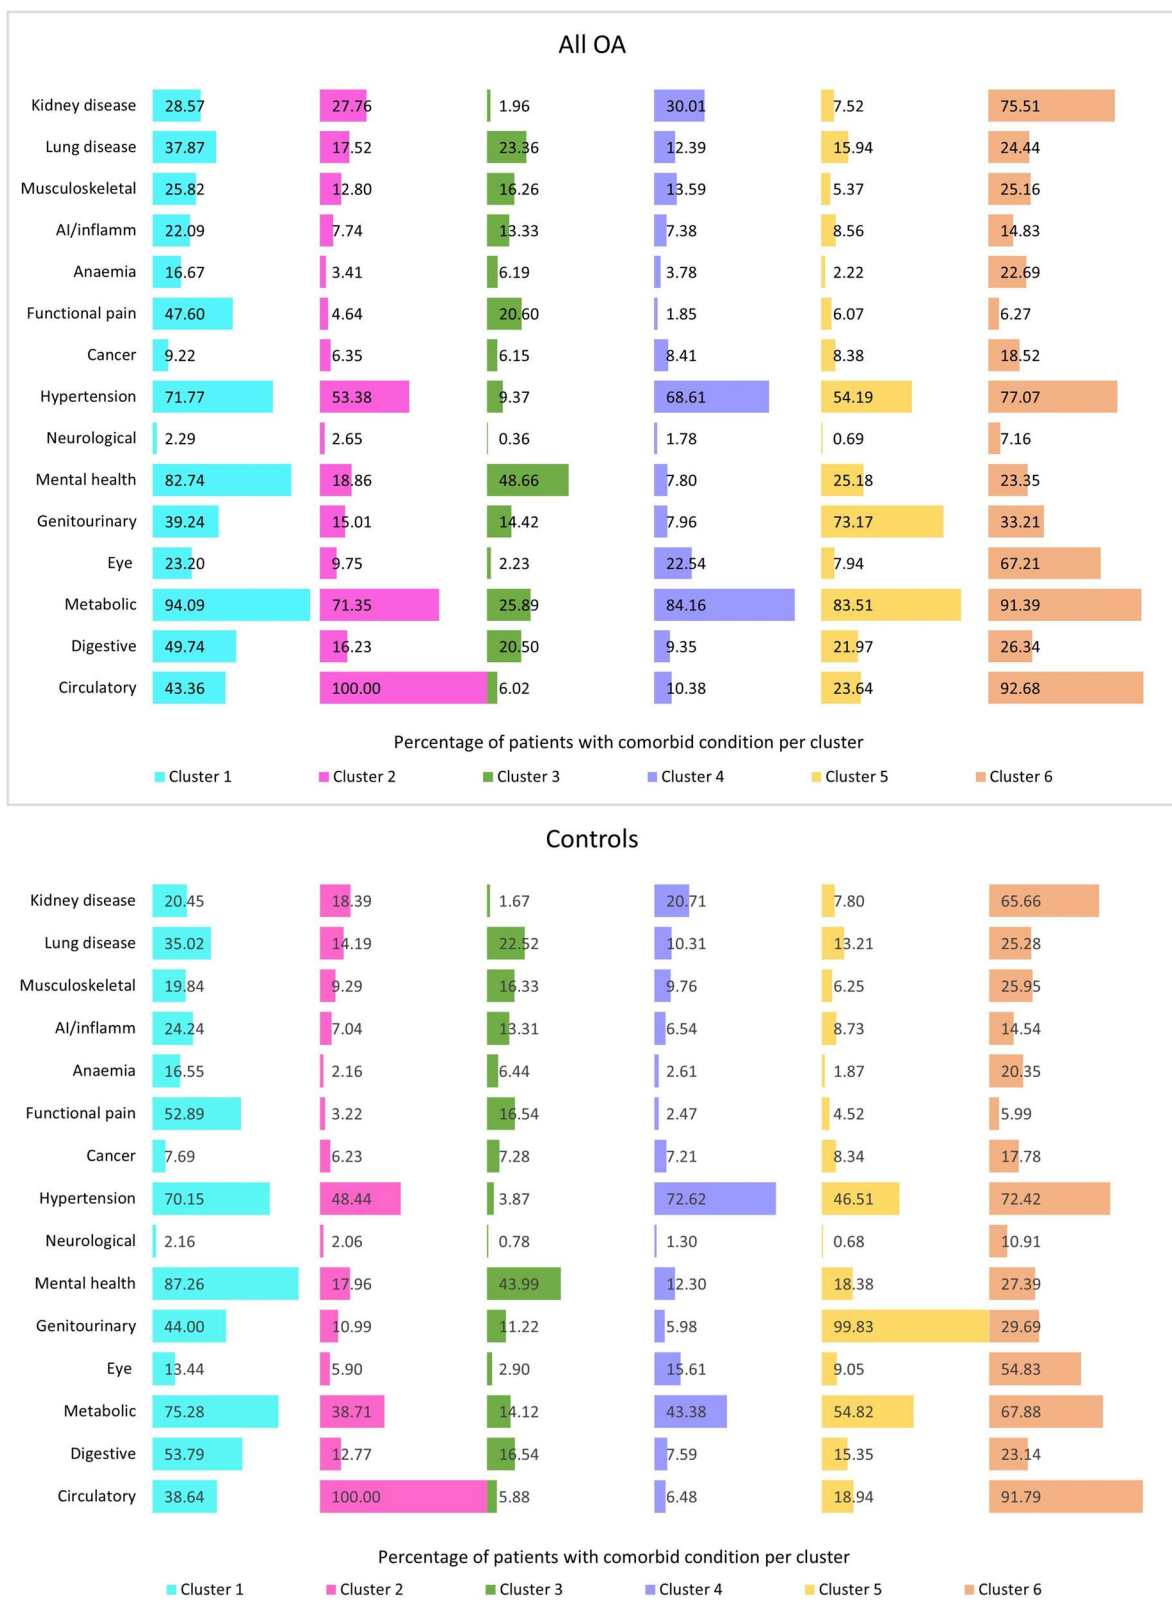 All OA
Kidney disease 28.57 27.76 1.96 30.01 7.52 75.51
Lung disease 37.87 17.52 23.36 12.39 15.94 24.44
Musculoskeletal 25.82 12.80 16.26 13.59 5.37 25.16
AI/inflamm 22.09 7.74 13.33 7.38 8.56 14.83
Anaemia 16.67 3.41 6.19 3.78 2.22 22.69
Functional pain 47.60 4.64 20.60 1.85 6.07 6.27
Cancer 9.22 6.35 6.15 8.41 8.38 18.52
Hypertension 71.77 53.38 9.37 68.61 54.19 77.07
Neurological 2.29 2.65 0.36 1.78 0.69 7.16
Mental health 82.74 18.86 48.66 7.80 25.18 23.35
Genitourinary 39.24 15.01 14.42 7.96 73.17 33.21
Eye 23.20 9.75 2.23 22.54 7.94 67.21
Metabolic 94.09 71.35 25.89 84.16 83.51 91.39
Digestive 49.74 16.23 20.50 9.35 21.97 26.34
Circulatory 43.36 100.00 6.02 10.38 23.64 92.68
Percentage of patients with comorbid condition per cluster
Cluster 1 Cluster 2 Cluster 3 Cluster 4 Cluster 5 Cluster 6
Controls
Kidney disease 20.45 18.39 1.67 20.71 7.80 65.66
Lung disease 35.02 14.19 22.52 10.31 13.21 25.28
Musculoskeletal 19.84 9.29 16.33 9.76 6.25 25.95
AI/inflamm 24.24 7.04 13.31 6.54 8.73 14.54
Anaemia 16.55 2.16 6.44 2.61 1.87 20.35
Functional pain 52.89 3.22 16.54 2.47 4.52 5.99
Cancer 7.69 6.23 7.28 7.21 8.34 17.78
Hypertension 70.15 48.44 3.87 72.62 46.51 72.42
Neurological 2.16 2.06 0.78 1.30 0.68 10.91
Mental health 87.26 17.96 43.99 12.30 18.38 27.39
Genitourinary 44.00 10.99 11.22 5.98 99.83 29.69
Eye 13.44 5.90 2.90 15.61 9.05 54.83
Metabolic 75.28 38.71 14.12 43.38 54.82 67.88
Digestive 53.79 12.77 16.54 7.59 15.35 23.14
Circulatory 38.64 100.00 5.88 6.48 18.94 91.79
Percentage of patients with comorbid condition per cluster
Cluster 1 Cluster 2 Cluster 3 Cluster 4 Cluster 5 Cluster 6